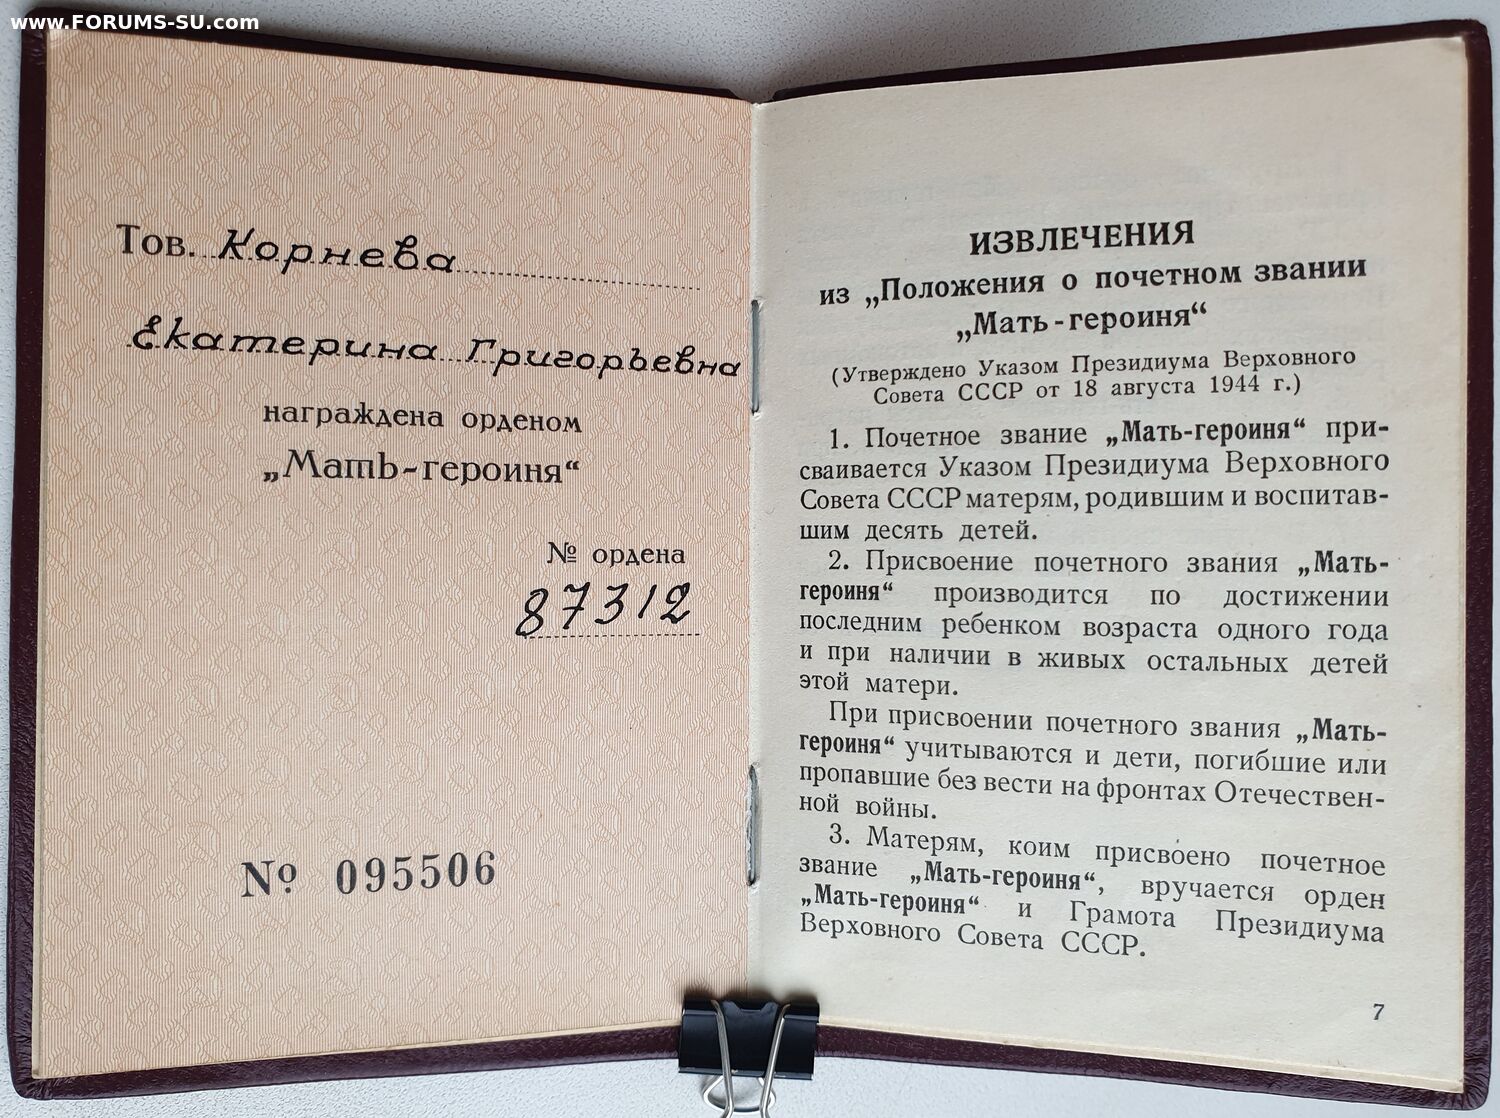 www.FORUMS-SU.com
Тов. Корнева
Екатерина Григорьевна
награждена орденом
„Мать-героиня“
№ ордена
87312
№ 095506
ИЗВЛЕЧЕНИЯ
из „Положения о почетном звании
„Мать-героиня“
(Утверждено Указом Президиума Верховного
Совета СССР от 18 августа 1944 г.)
1. Почетное звание „Мать-героиня“ при-
сваивается Указом Президиума Верховного
Совета СССР матерям, родившим и воспитав-
шим десять детей.
2. Присвоение почетного звания „Мать-
героиня“ производится по достижении
последним ребенком возраста одного года
и при наличии в живых остальных детей
этой матери.
При присвоении почетного звания „Мать-
героиня“ учитываются и дети, погибшие или
пропавшие без вести на фронтах Отечествен-
ной войны.
3. Матерям, коим присвоено почетное
звание „Мать-героиня“, вручается орден
„Мать-героиня“ и Грамота Президиума
Верховного Совета СССР.
7